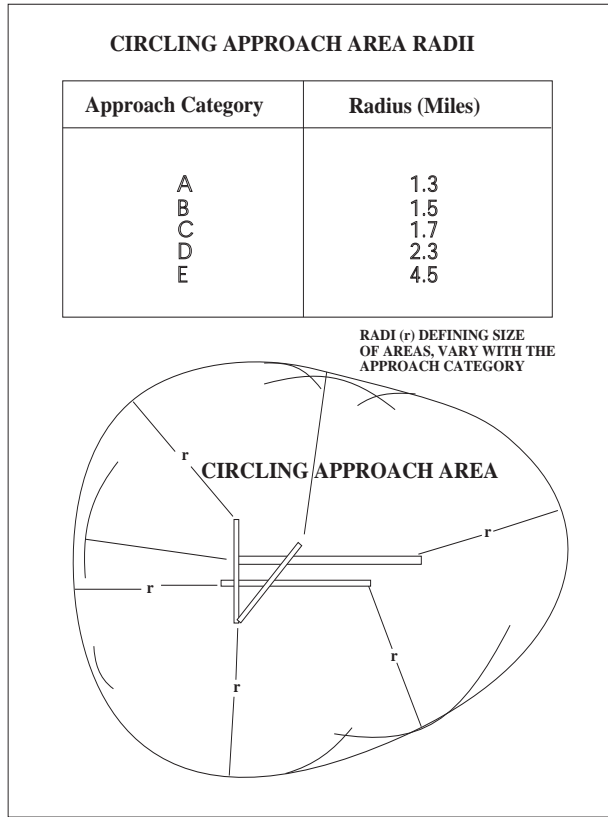 CIRCLING APPROACH AREA RADII
Approach Category Radius (Miles)
A 1.3
B 1.5
C 1.7
D 2.3
E 4.5
RADI (r) DEFINING SIZE
OF AREAS, VARY WITH THE
APPROACH CATEGORY
r
CIRCLING APPROACH AREA
r
r
r
r